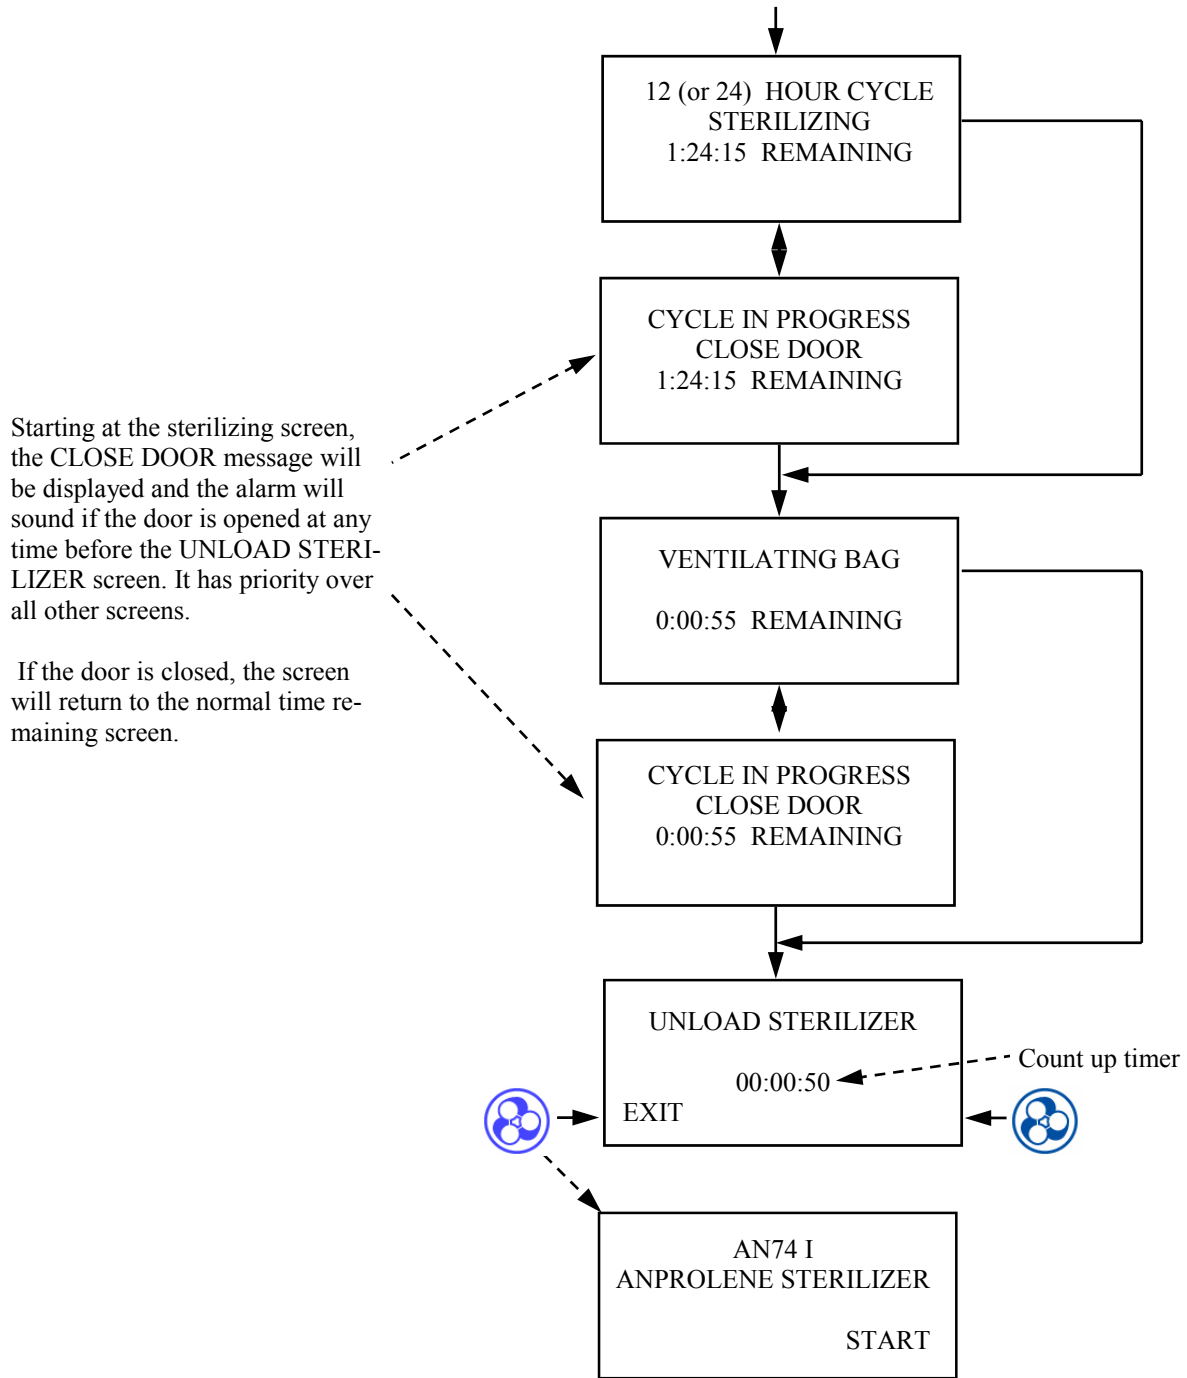 12 (or 24) HOUR CYCLE
STERILIZING
1:24:15 REMAINING
CYCLE IN PROGRESS
CLOSE DOOR
1:24:15 REMAINING
Starting at the sterilizing screen,
the CLOSE DOOR message will
be displayed and the alarm will
sound if the door is opened at any
time before the UNLOAD STERI-
LIZER screen. It has priority over
all other screens.
If the door is closed, the screen
will return to the normal time re-
maining screen.
VENTILATING BAG
0:00:55 REMAINING
CYCLE IN PROGRESS
CLOSE DOOR
0:00:55 REMAINING
UNLOAD STERILIZER
00:00:50
Count up timer
EXIT
AN74 I
ANPROLENE STERILIZER
START